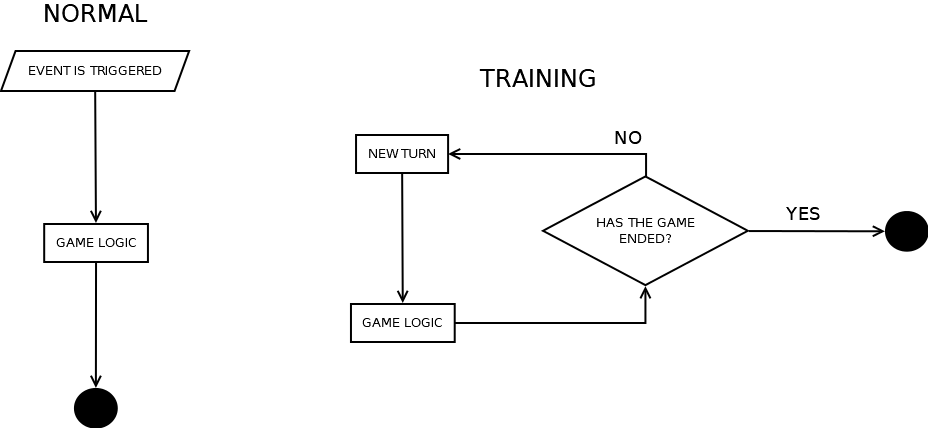 NORMAL
EVENT IS TRIGGERED
GAME LOGIC
TRAINING
NEW TURN
NO
HAS THE GAME
ENDED?
YES
GAME LOGIC